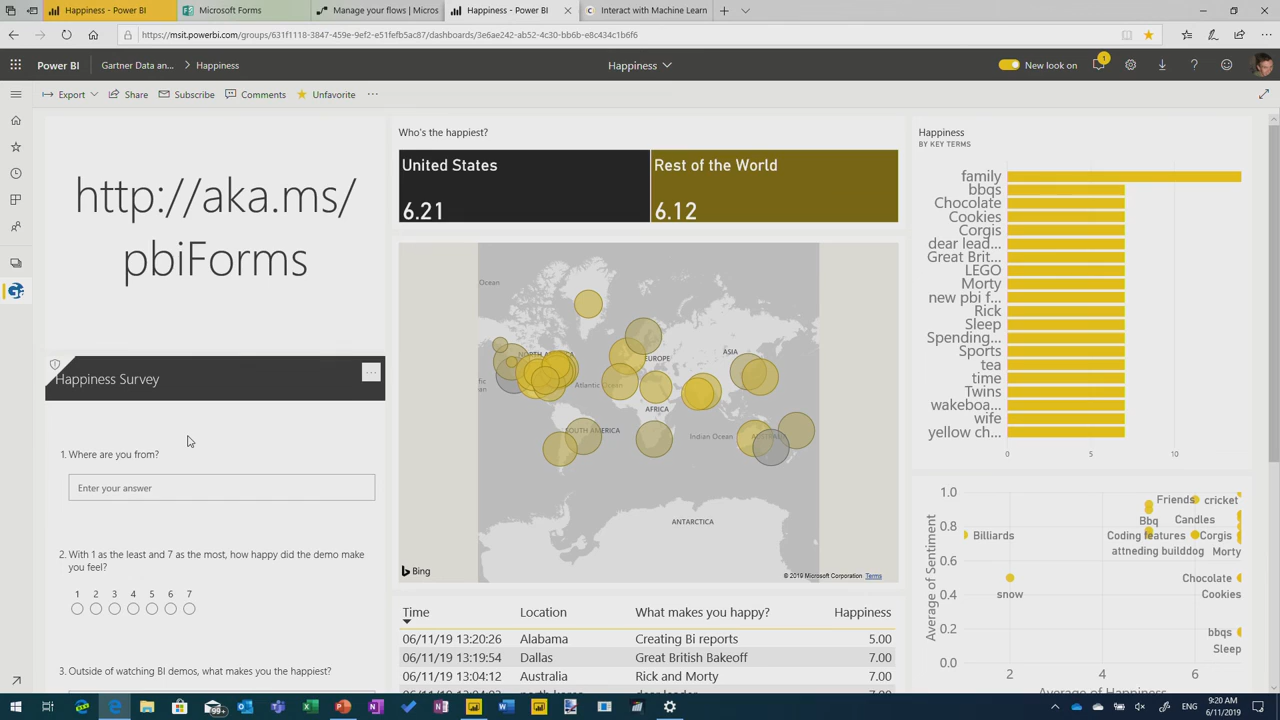 Happiness - Power BI
Microsoft Forms
Manage your flows | Micros
Happiness - Power BI
Interact with Machine Learn
https://msit.powerbi.com/groups/631f1118-3847-459e-9ef2-e51fefb5ac87/dashboards/3e6ae242-ab52-4c30-bb6b-e8c434c1b6f6
Power BI
Gartner Data an... > Happiness
Happiness
New look on
1
Export
Share
Subscribe
Comments
Unfavorite
...
http://aka.ms/
pbiForms
Happiness Survey
1. Where are you from?
Enter your answer
2. With 1 as the least and 7 as the most, how happy did the demo make
you feel?
1 2 3 4 5 6 7
3. Outside of watching BI demos, what makes you the happiest?
Who's the happiest?
United States
6.21
Rest of the World
6.12
Ocean
NORTH
EUROPE
ASIA
Atlantic
AFRICA
SOUTH AMERICA
Indian Ocean
ANTARCTICA
Bing
© 2019 Microsoft Corporation Terms
Time Location What makes you happy? Happiness
06/11/19 13:20:26 Alabama Creating Bi reports 5.00
06/11/19 13:19:54 Dallas Great British Bakeoff 7.00
06/11/19 13:04:12 Australia Rick and Morty 7.00
dear leader
Happiness
BY KEY TERMS
family
bbqs
Chocolate
Cookies
Corgis
dear lead...
Great Brit...
LEGO
Morty
new pbi f...
Rick
Sleep
Spending...
Sports
tea
time
Twins
wakeboa...
wife
yellow ch...
0 5 10
Average of Sentiment
1.0
0.8
0.6
0.4
0.2
0.0
Friends
cricket
Bbq
Candles
Billiards
Coding features
Corgis
attneding builddog
Morty
Chocolate
snow
Cookies
bbqs
Sleep
2 4 6
Average of Happiness
99+
ENG
9:20 AM
6/11/2019